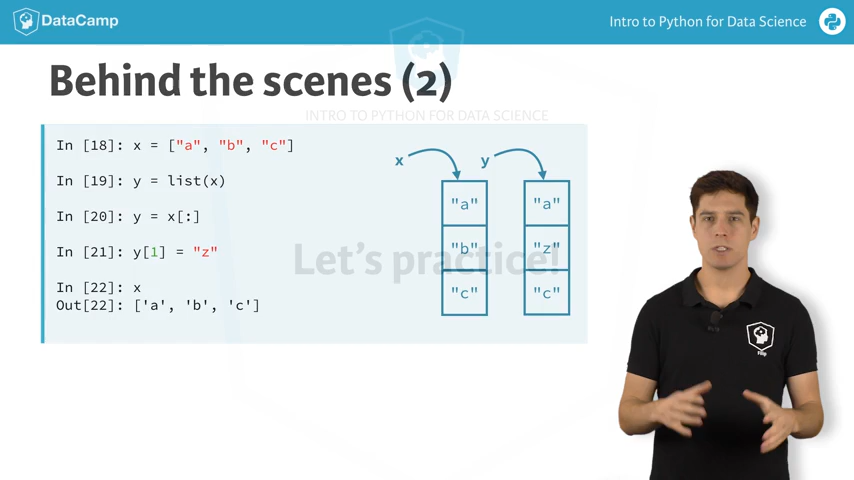 DataCamp
Intro to Python for Data Science
Behind the scenes (2)
INTRO TO PYTHON FOR DATA SCIENCE
In [18]: x = ["a", "b", "c"]
In [19]: y = list(x)
In [20]: y = x[:]
In [21]: y[1] = "z"
In [22]: x
Out[22]: ['a', 'b', 'c']
x
y
"a"
"a"
"b"
"z"
"c"
"c"
Let's practice!
Filip